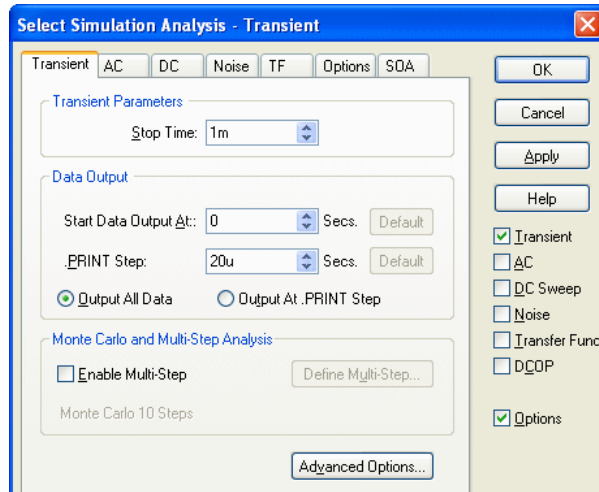 Select Simulation Analysis - Transient
Transient AC DC Noise TF Options SOA
Transient Parameters
Stop Time: 1m
Data Output
Start Data Output At:: 0 Secs. Default
.PRINT Step: 20u Secs. Default
Output All Data Output At .PRINT Step
Monte Carlo and Multi-Step Analysis
Enable Multi-Step Define Multi-Step...
Monte Carlo 10 Steps
Advanced Options...
OK
Cancel
Apply
Help
Transient
AC
DC Sweep
Noise
Transfer Func
DCOP
Options